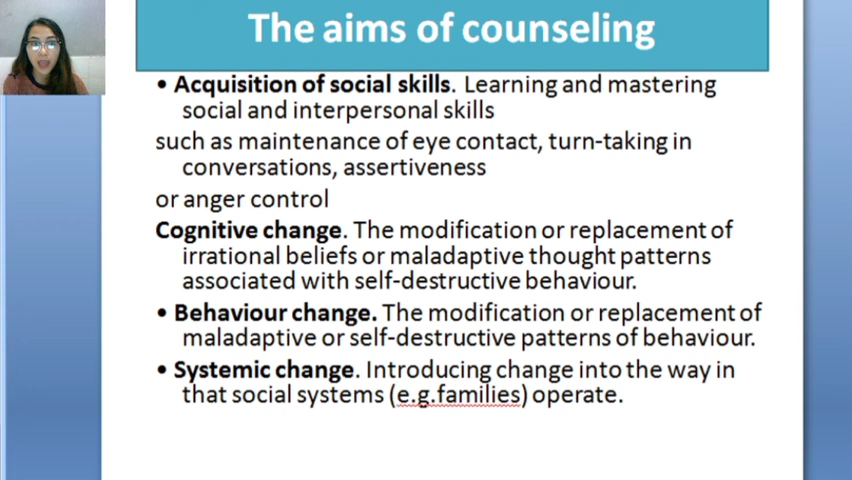 The aims of counseling
• Acquisition of social skills. Learning and mastering
social and interpersonal skills
such as maintenance of eye contact, turn-taking in
conversations, assertiveness
or anger control
Cognitive change. The modification or replacement of
irrational beliefs or maladaptive thought patterns
associated with self-destructive behaviour.
• Behaviour change. The modification or replacement of
maladaptive or self-destructive patterns of behaviour.
• Systemic change. Introducing change into the way in
that social systems (e.g.families) operate.